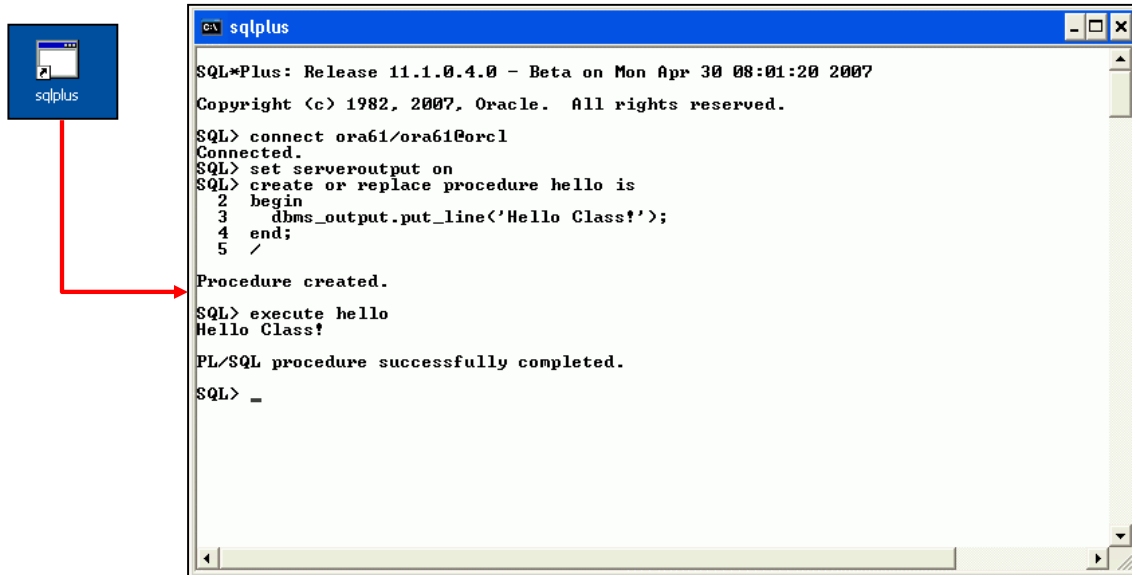 sqlplus
sqlplus
SQL*Plus: Release 11.1.0.4.0 - Beta on Mon Apr 30 08:01:20 2007
Copyright (c) 1982, 2007, Oracle.  All rights reserved.
SQL> connect ora61/ora61@orcl
Connected.
SQL> set serveroutput on
SQL> create or replace procedure hello is
  2  begin
  3    dbms_output.put_line('Hello Class!');
  4  end;
  5  /
Procedure created.
SQL> execute hello
Hello Class!
PL/SQL procedure successfully completed.
SQL> _